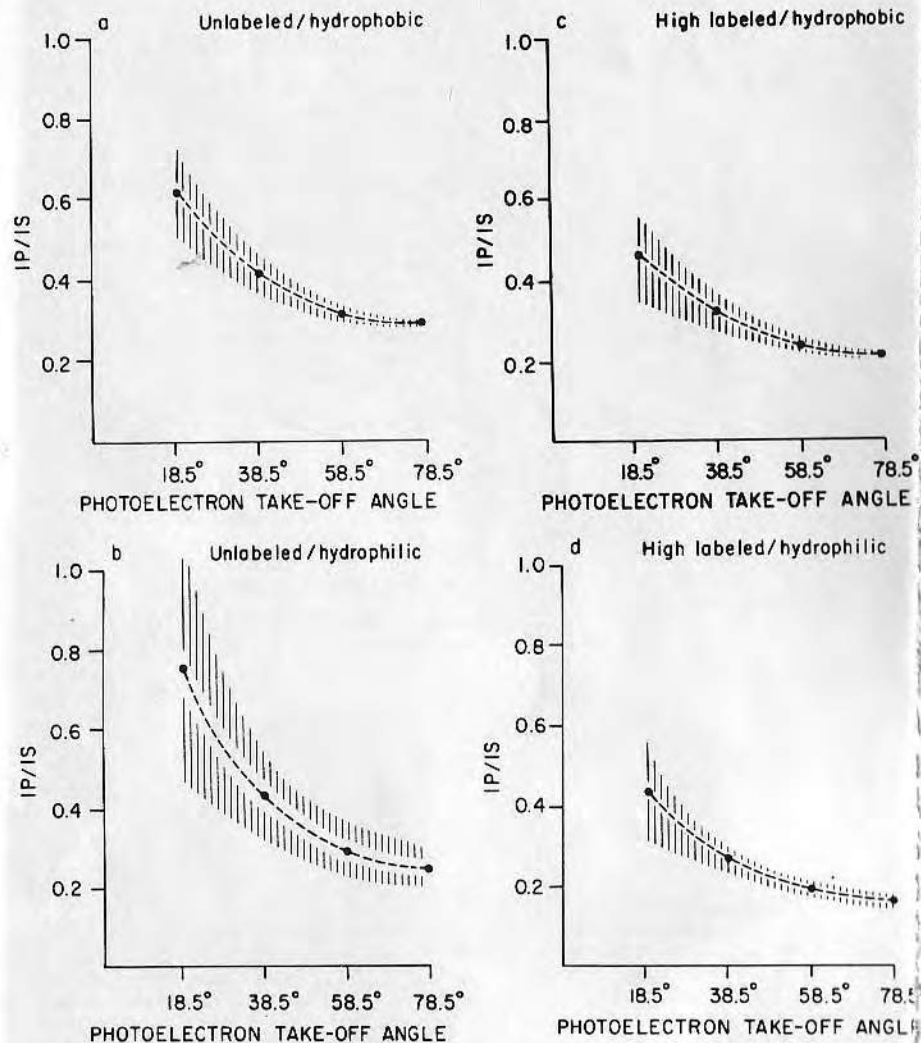 a Unlabeled/hydrophobic
1.0
0.8
0.6
0.4
0.2
IP/IS
18.5° 38.5° 58.5° 78.5°
PHOTOELECTRON TAKE-OFF ANGLE
c High labeled/hydrophobic
1.0
0.8
0.6
0.4
0.2
IP/IS
18.5° 38.5° 58.5° 78.5°
PHOTOELECTRON TAKE-OFF ANGLE
b Unlabeled/hydrophilic
1.0
0.8
0.6
0.4
0.2
IP/IS
18.5° 38.5° 58.5° 78.5°
PHOTOELECTRON TAKE-OFF ANGLE
d High labeled/hydrophilic
1.0
0.8
0.6
0.4
0.2
IP/IS
18.5° 38.5° 58.5° 78.5
PHOTOELECTRON TAKE-OFF ANGL